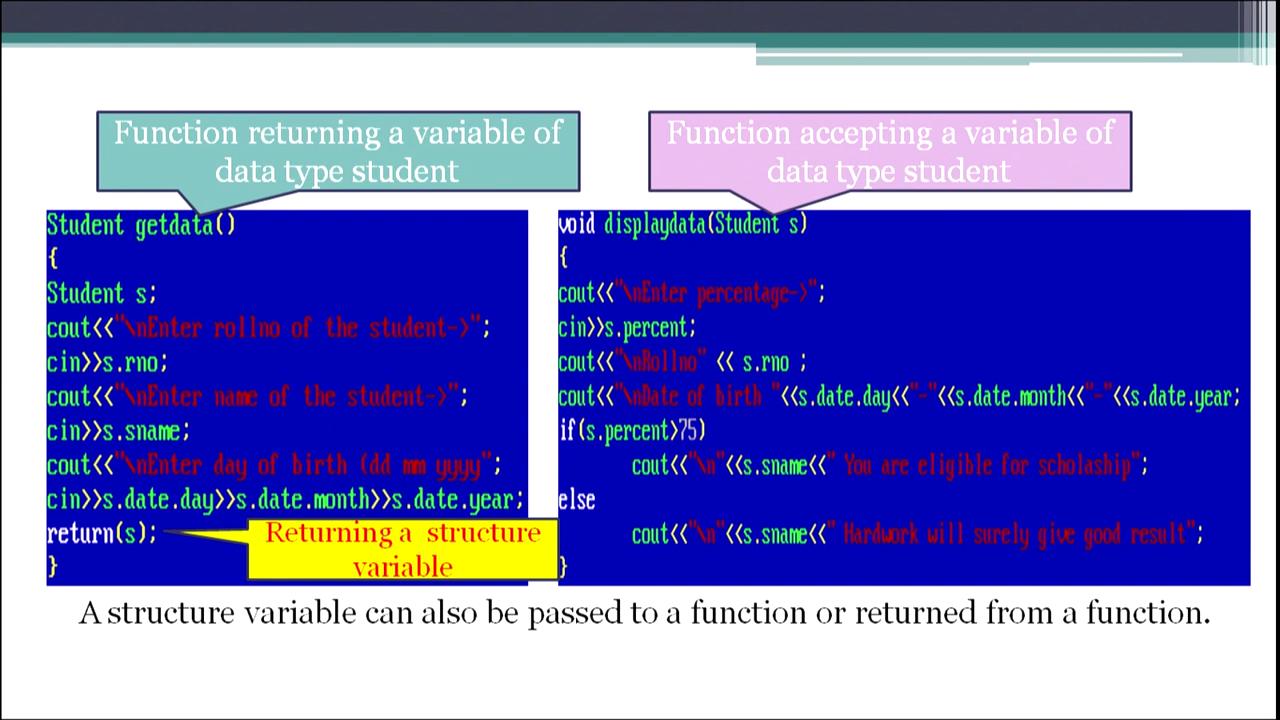 Function returning a variable of
data type student
Function accepting a variable of
data type student
Student getdata()
{
Student s;
cout<<"\nEnter rollno of the student->";
cin>>s.rno;
cout<<"\nEnter name of the student->";
cin>>s.sname;
cout<<"\nEnter day of birth (dd mm yyyy";
cin>>s.date.day>>s.date.month>>s.date.year;
return(s);
}
Returning a structure
variable
void displaydata(Student s)
{
cout<<"\nEnter percentage->";
cin>>s.percent;
cout<<"\nRollno" << s.rno ;
cout<<"\nDate of birth "<<s.date.day<<"-"<<s.date.month<<"-"<<s.date.year;
if(s.percent>75)
cout<<"\n"<<s.sname<<" You are eligible for scholaship";
else
cout<<"\n"<<s.sname<<" Hardwork will surely give good result";
}
A structure variable can also be passed to a function or returned from a function.